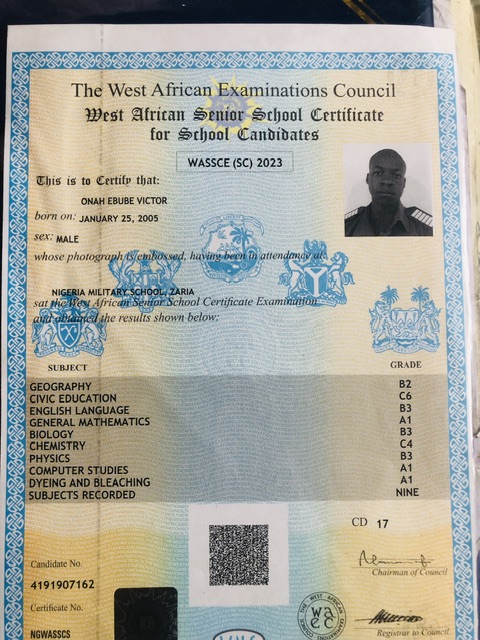 The West African Examinations Council
West African Senior School Certificate
for School Candidates
WASSCE (SC) 2023
This is to Certify that:
ONAH EBUBE VICTOR
born on: JANUARY 25, 2005
sex: MALE
whose photograph is embossed, having been in attendance at:
NIGERIA MILITARY SCHOOL, ZARIA
sat the West African Senior School Certificate Examination
and obtained the results shown below:
SUBJECT GRADE
GEOGRAPHY B2
CIVIC EDUCATION C6
ENGLISH LANGUAGE B3
GENERAL MATHEMATICS A1
BIOLOGY B3
CHEMISTRY C4
PHYSICS B3
COMPUTER STUDIES A1
DYEING AND BLEACHING A1
SUBJECTS RECORDED NINE
CD 17
Candidate No.
Chairman of Council
4191907162
Certificate No.
THE WEST AFRICAN
waec
NGWASSCS
Registrar to Council